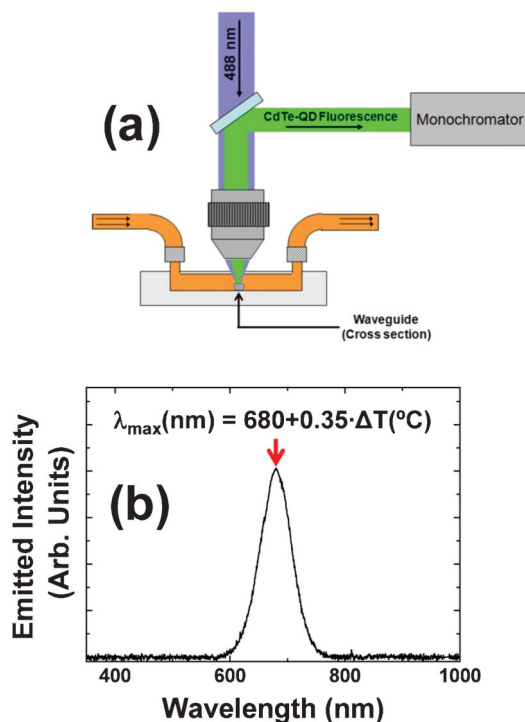 488 nm
(a)
CdTe-QD Fluorescence
Monochromator
Waveguide
(Cross section)
λmax(nm) = 680+0.35·ΔT(ºC)
(b)
Emitted Intensity
(Arb. Units)
400 600 800 1000
Wavelength (nm)